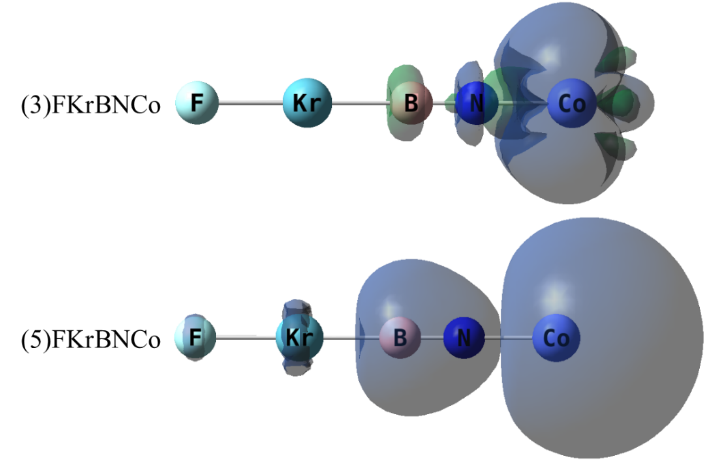 (3)FKrBNCo F Kr B N Co
(5)FKrBNCo F Kr B N Co